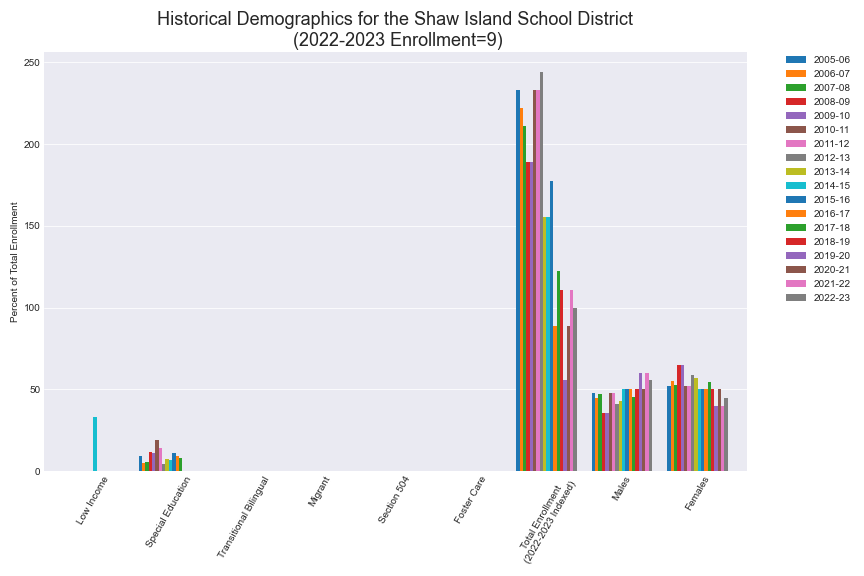 Historical Demographics for the Shaw Island School District
(2022-2023 Enrollment=9)
Percent of Total Enrollment
250
200
150
100
50
0
Low Income
Special Education
Transitional Bilingual
Migrant
Section 504
Foster Care
Total Enrollment
(2022-2023 Indexed)
Males
Females
2005-06
2006-07
2007-08
2008-09
2009-10
2010-11
2011-12
2012-13
2013-14
2014-15
2015-16
2016-17
2017-18
2018-19
2019-20
2020-21
2021-22
2022-23